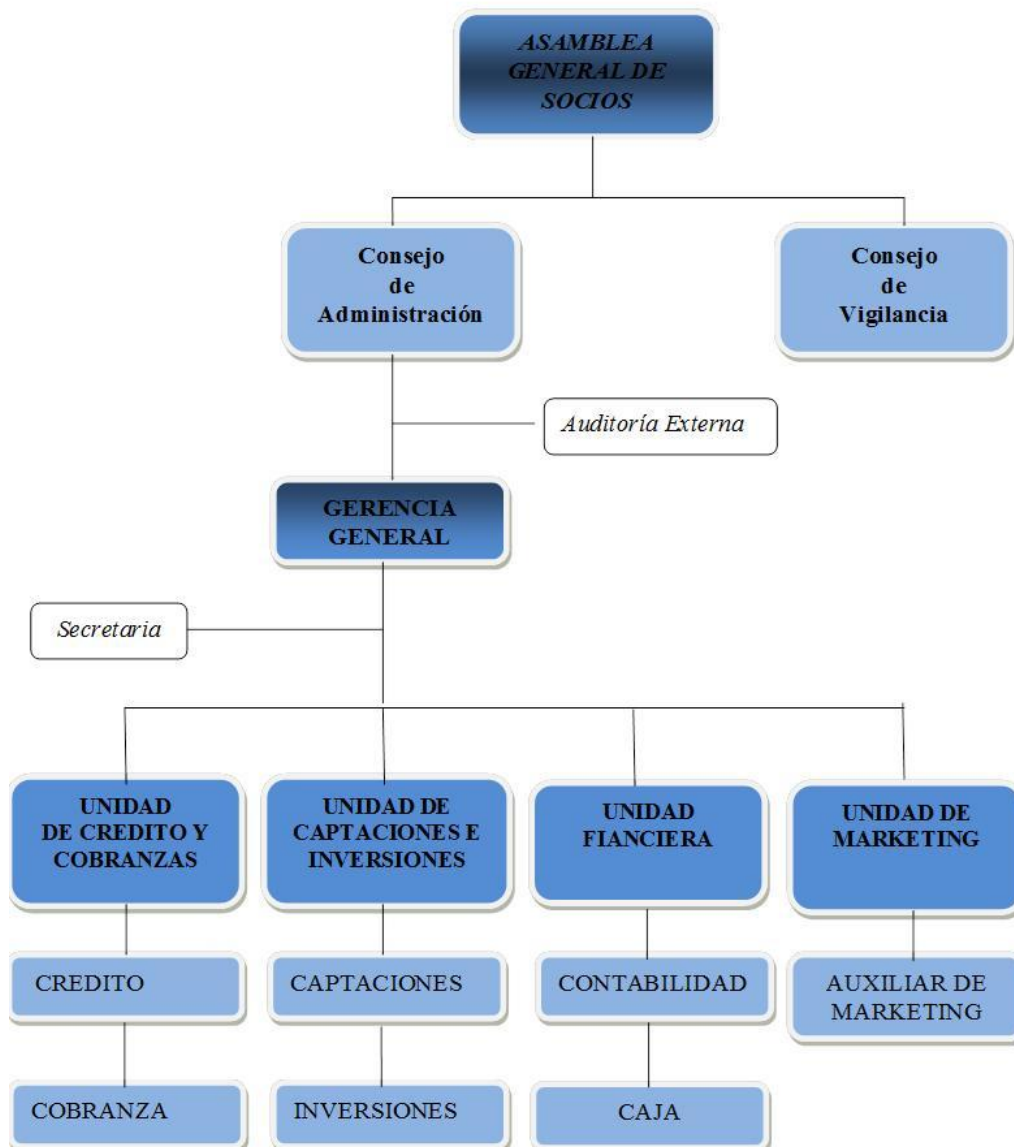 ASAMBLEA
GENERAL DE
SOCIOS
Consejo
de
Administración
Consejo
de
Vigilancia
Auditoría Externa
GERENCIA
GENERAL
Secretaria
UNIDAD
DE CREDITO Y
COBRANZAS
UNIDAD DE
CAPTACIONES E
INVERSIONES
UNIDAD
FIANCIERA
UNIDAD DE
MARKETING
CREDITO
CAPTACIONES
CONTABILIDAD
AUXILIAR DE
MARKETING
COBRANZA
INVERSIONES
CAJA